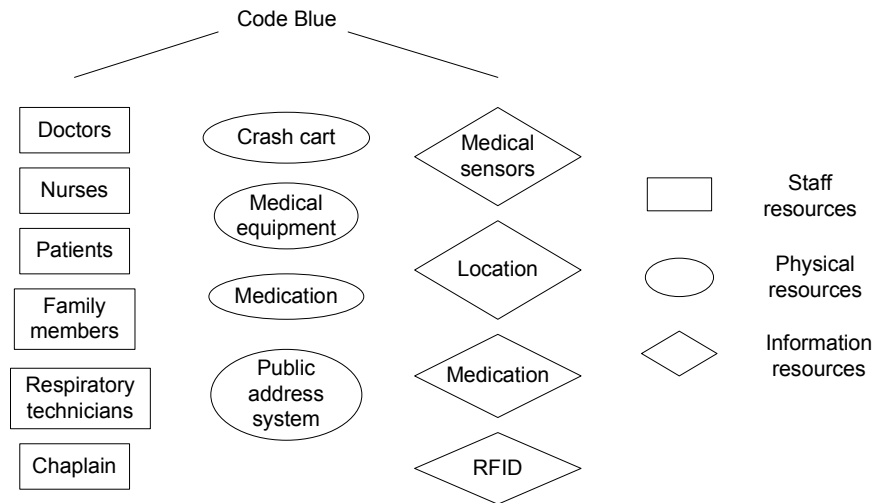 Code Blue
Doctors
Nurses
Patients
Family
members
Respiratory
technicians
Chaplain
Crash cart
Medical
equipment
Medication
Public
address
system
Medical
sensors
Location
Medication
RFID
Staff
resources
Physical
resources
Information
resources